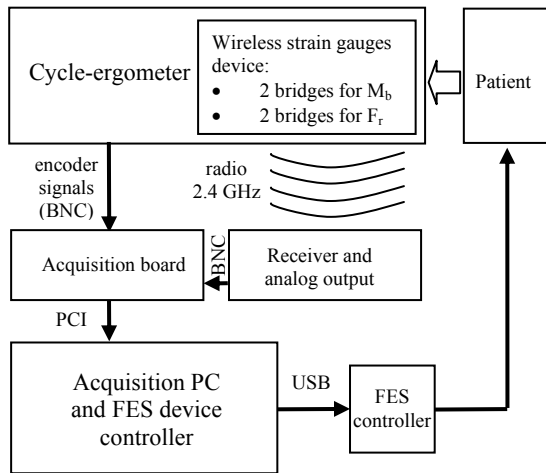 Cycle-ergometer
Wireless strain gauges
device:
• 2 bridges for Mb
• 2 bridges for Fr
Patient
encoder
signals
(BNC)
radio
2.4 GHz
Acquisition board
BNC
Receiver and
analog output
PCI
Acquisition PC
and FES device
controller
USB
FES
controller